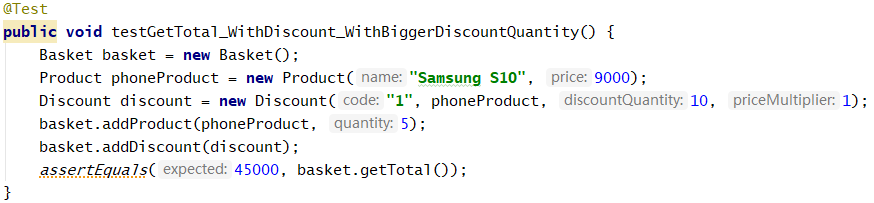 @Test
public void testGetTotal_WithDiscount_WithBiggerDiscountQuantity() {
    Basket basket = new Basket();
    Product phoneProduct = new Product( name: "Samsung S10", price: 9000);
    Discount discount = new Discount( code: "1", phoneProduct, discountQuantity: 10, priceMultiplier: 1);
    basket.addProduct(phoneProduct, quantity: 5);
    basket.addDiscount(discount);
    assertEquals( expected: 45000, basket.getTotal());
}